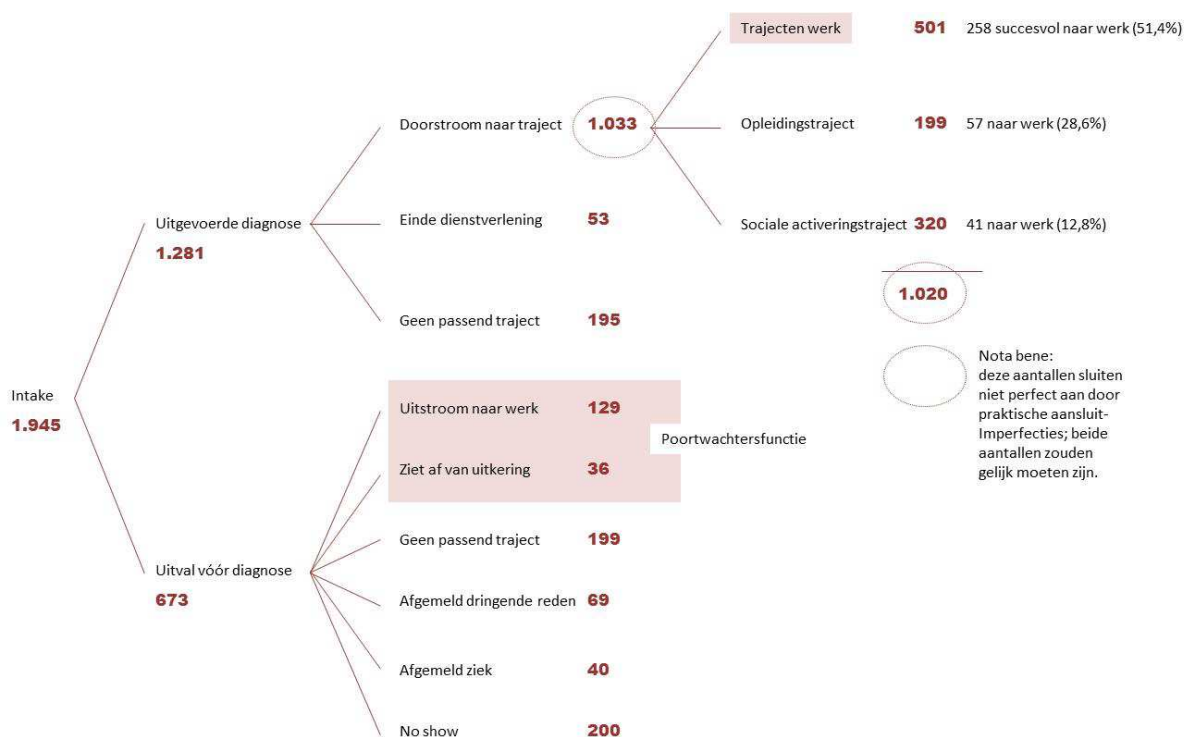 Trajecten werk 501 258 succesvol naar werk (51,4%)
Doorstroom naar traject 1.033
Opleidingstraject 199 57 naar werk (28,6%)
Uitgevoerde diagnose
1.281
Einde dienstverlening 53
Sociale activeringstraject 320 41 naar werk (12,8%)
1.020
Geen passend traject 195
Nota bene:
deze aantallen sluiten
niet perfect aan door
praktische aansluit-
Imperfecties; beide
aantallen zouden
gelijk moeten zijn.
Intake
1.945
Uitstroom naar werk 129
Poortwachtersfunctie
Ziet af van uitkering 36
Geen passend traject 199
Uitval vóór diagnose
673
Afgemeld dringende reden 69
Afgemeld ziek 40
No show 200